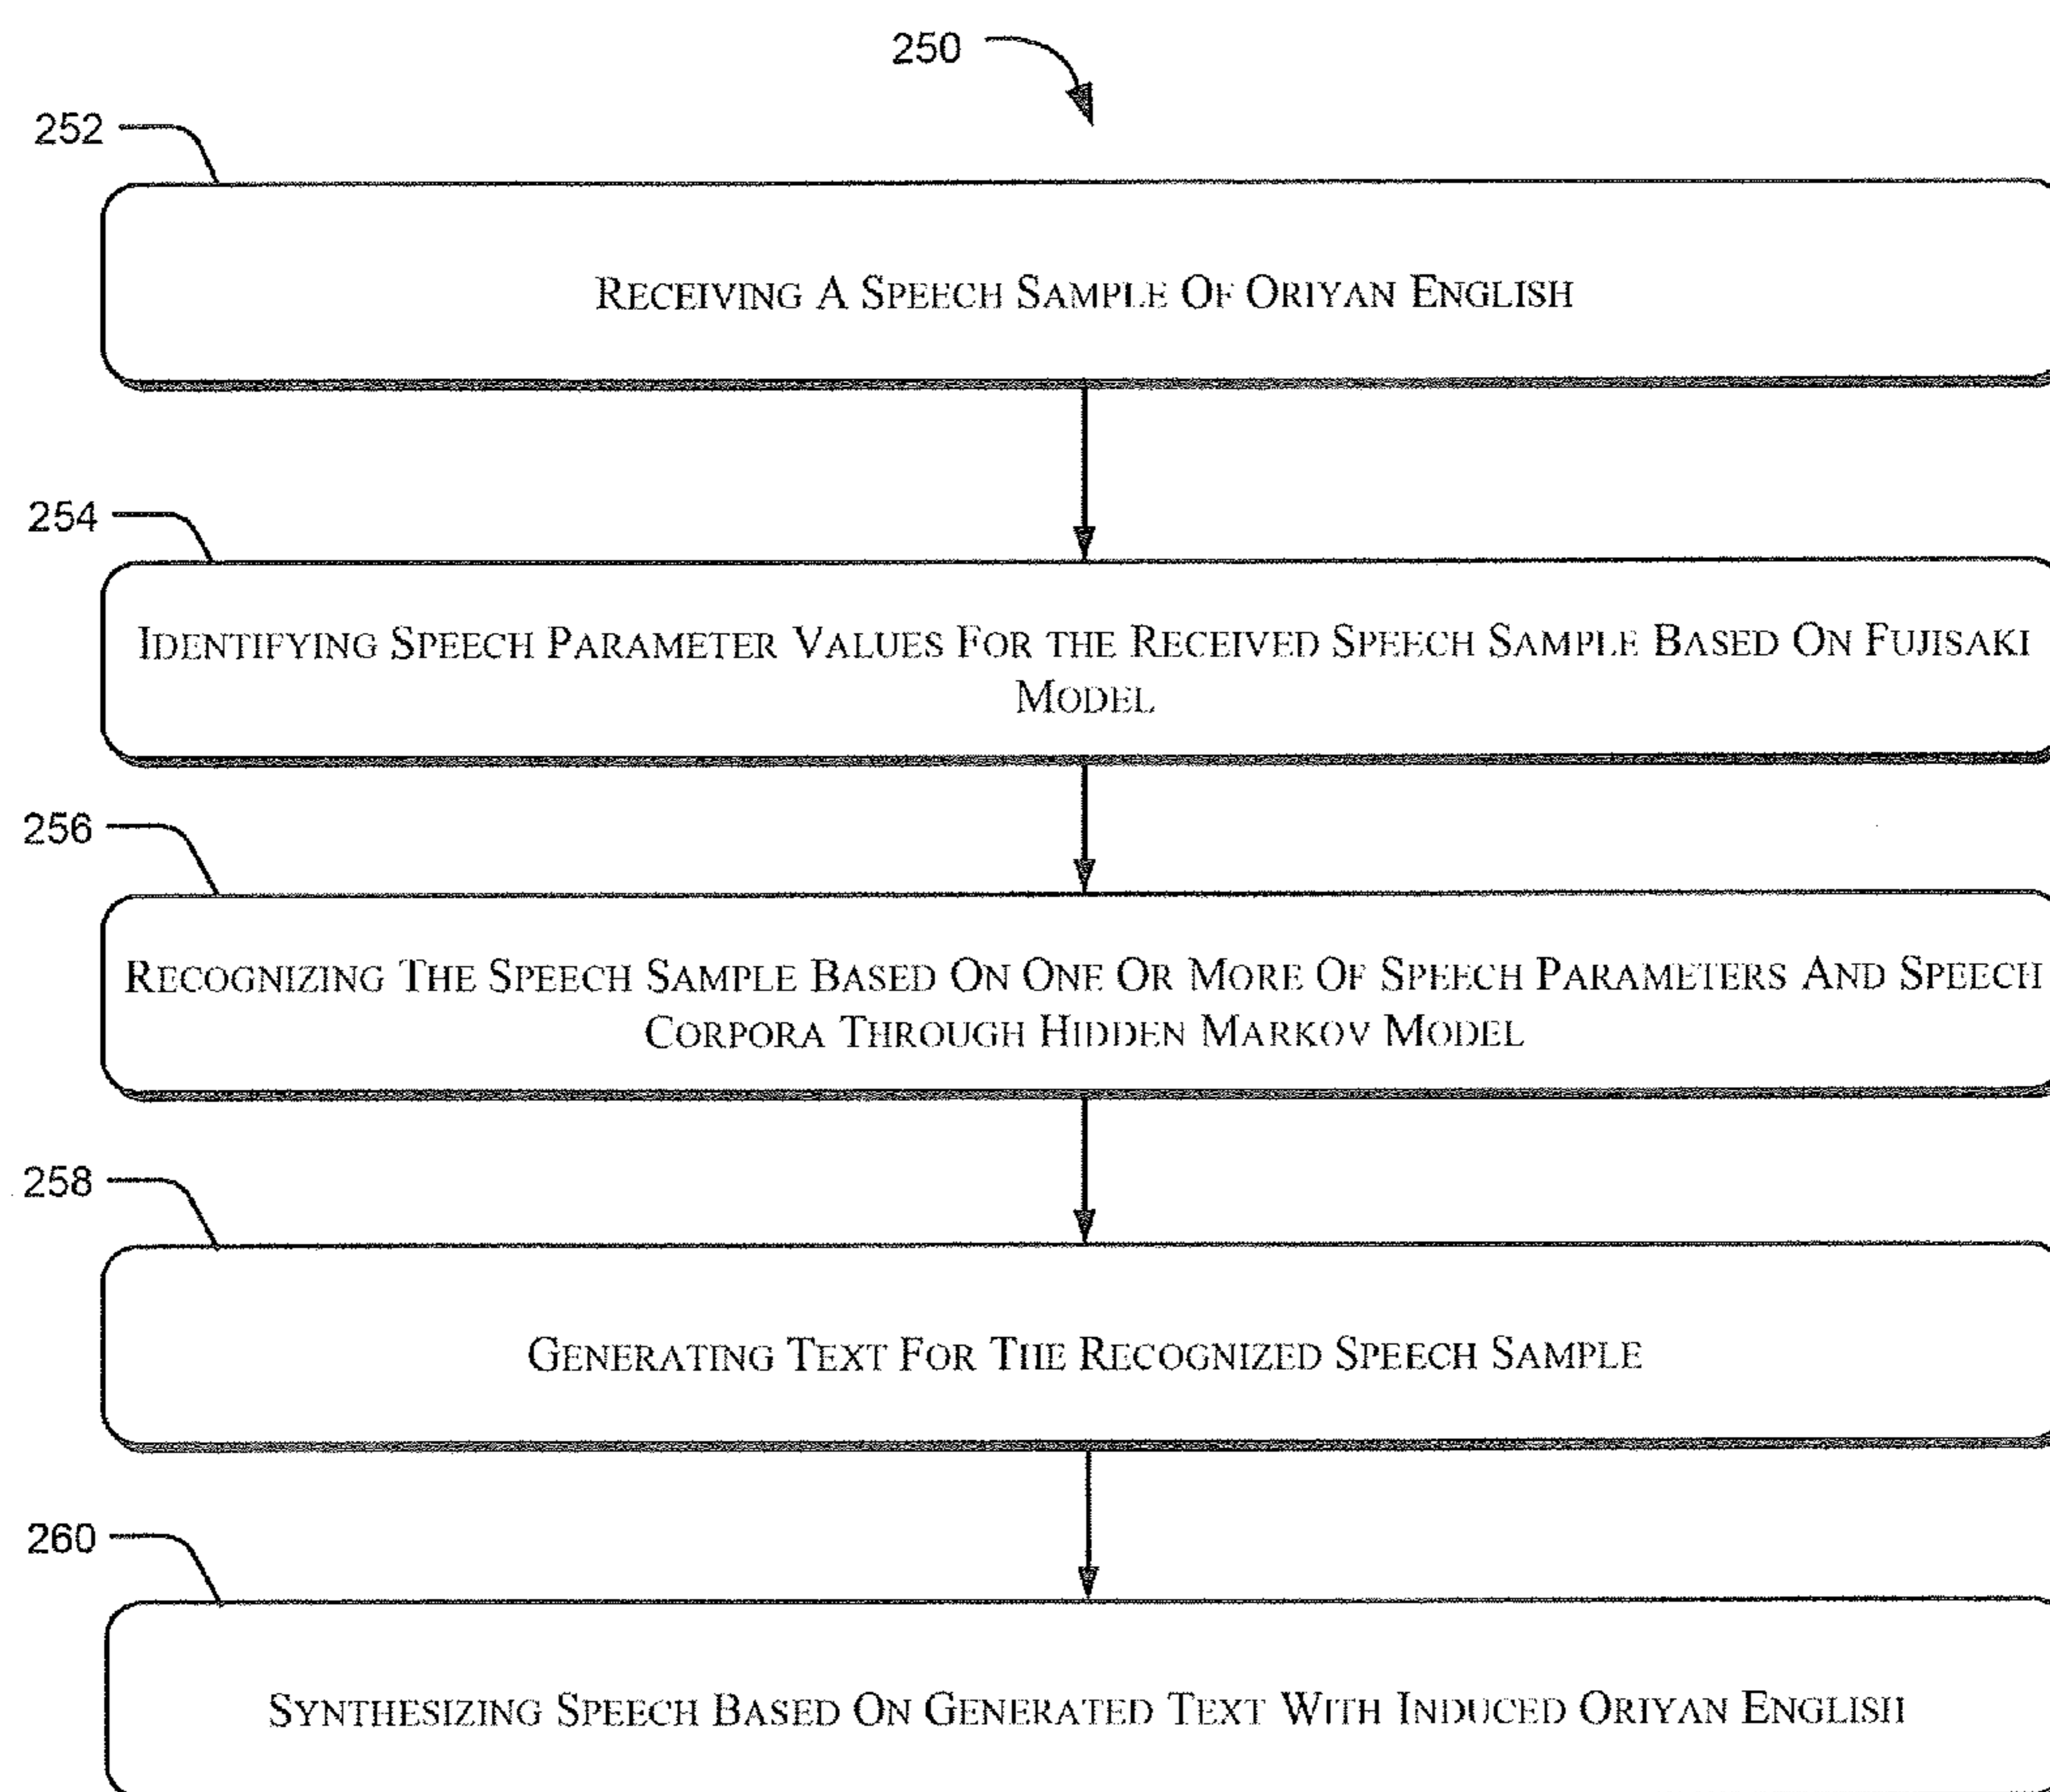 250
252
RECEIVING A SPEECH SAMPLE OF ORIYAN ENGLISH
254
IDENTIFYING SPEECH PARAMETER VALUES FOR THE RECEIVED SPEECH SAMPLE BASED ON FUJISAKI
MODEL
256
RECOGNIZING THE SPEECH SAMPLE BASED ON ONE OR MORE OF SPEECH PARAMETERS AND SPEECH
CORPORA THROUGH HIDDEN MARKOV MODEL
258
GENERATING TEXT FOR THE RECOGNIZED SPEECH SAMPLE
260
SYNTHESIZING SPEECH BASED ON GENERATED TEXT WITH INDUCED ORIYAN ENGLISH